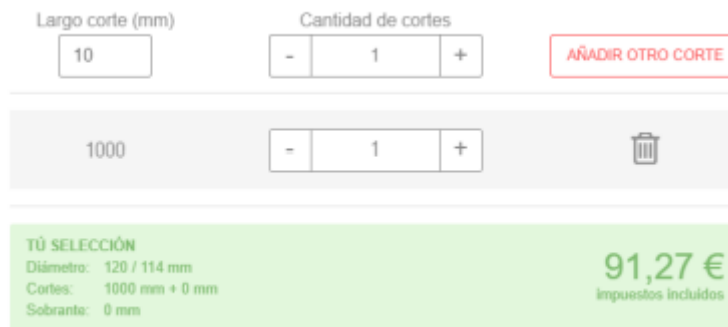 Largo corte (mm) Cantidad de cortes
10 - 1 + AÑADIR OTRO CORTE
1000 - 1 +
TÚ SELECCIÓN
Diámetro: 120 / 114 mm
Cortes: 1000 mm + 0 mm
Sobrante: 0 mm
91,27 €
impuestos incluidos